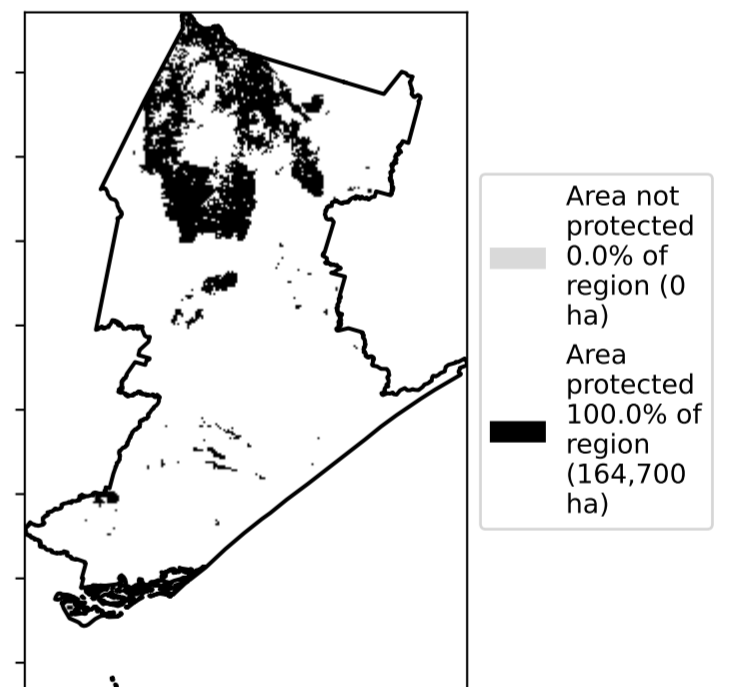 Area not
protected
0.0% of
region (0
ha)
Area
protected
100.0% of
region
(164,700
ha)